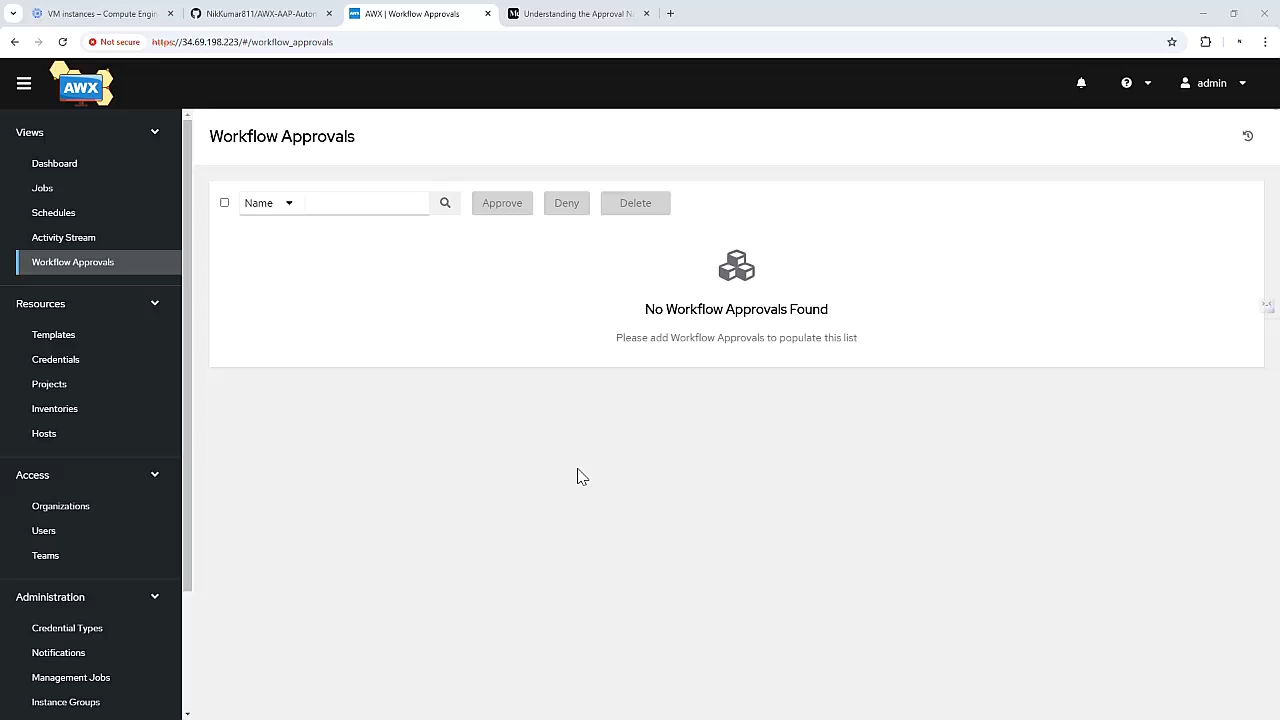 VM instances – Compute Engin
NikKumar811/AWX-AAP-Autom
AWX | Workflow Approvals
Understanding the Approval N
Not secure
https://34.69.198.223/#/workflow_approvals
AWX
admin
Views
Dashboard
Jobs
Schedules
Activity Stream
Workflow Approvals
Resources
Templates
Credentials
Projects
Inventories
Hosts
Access
Organizations
Users
Teams
Administration
Credential Types
Notifications
Management Jobs
Instance Groups
Workflow Approvals
Name
Approve
Deny
Delete
No Workflow Approvals Found
Please add Workflow Approvals to populate this list